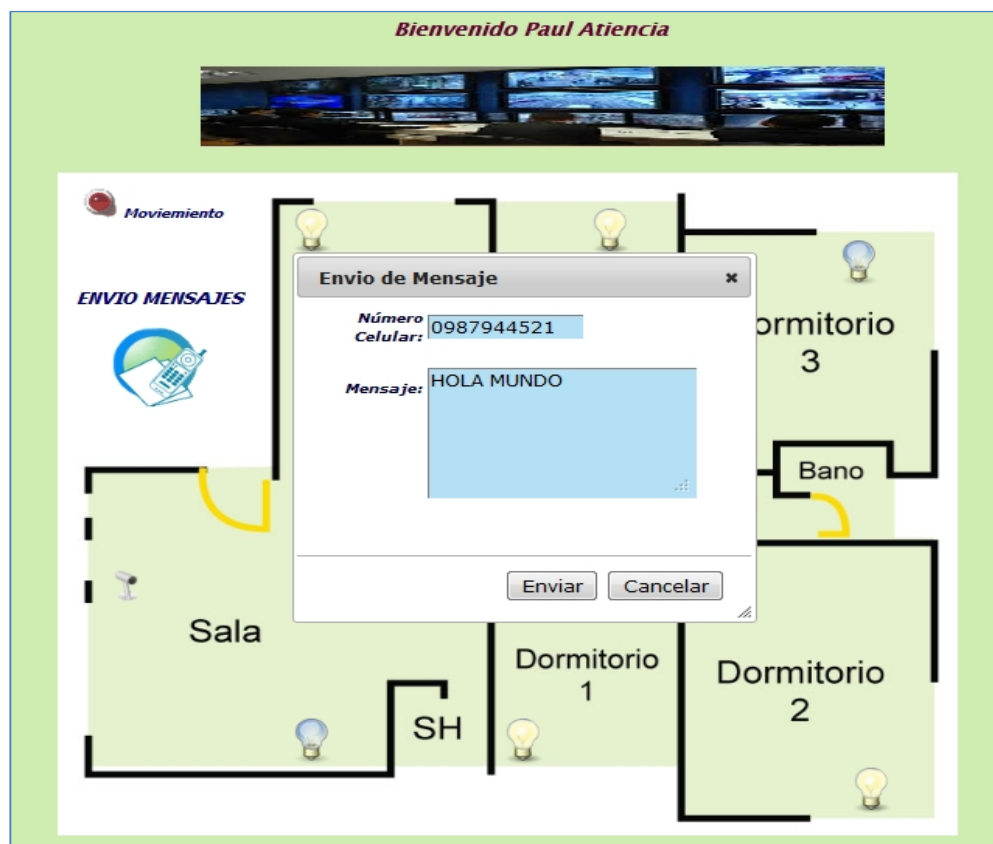 Bienvenido Paul Atiencia
Moviemiento
ENVIO MENSAJES
Envio de Mensaje
Número
Celular:
0987944521
Mensaje:
HOLA MUNDO
Enviar
Cancelar
ormitorio
3
Bano
Sala
SH
Dormitorio
1
Dormitorio
2